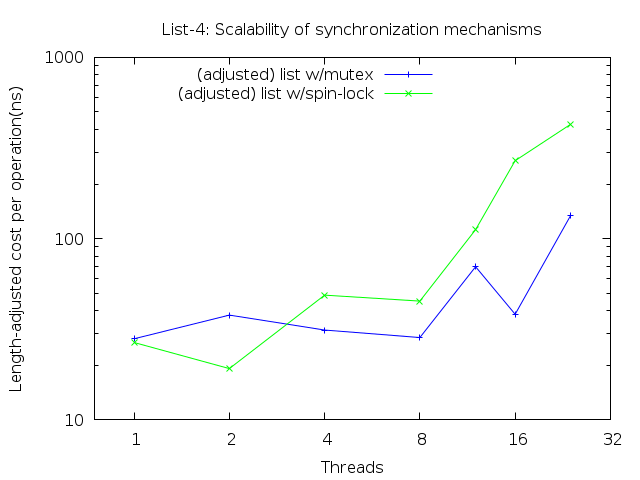 List-4: Scalability of synchronization mechanisms
1000
(adjusted) list w/mutex
(adjusted) list w/spin-lock
Length-adjusted cost per operation(ns)
100
10
1 2 4 8 16 32
Threads